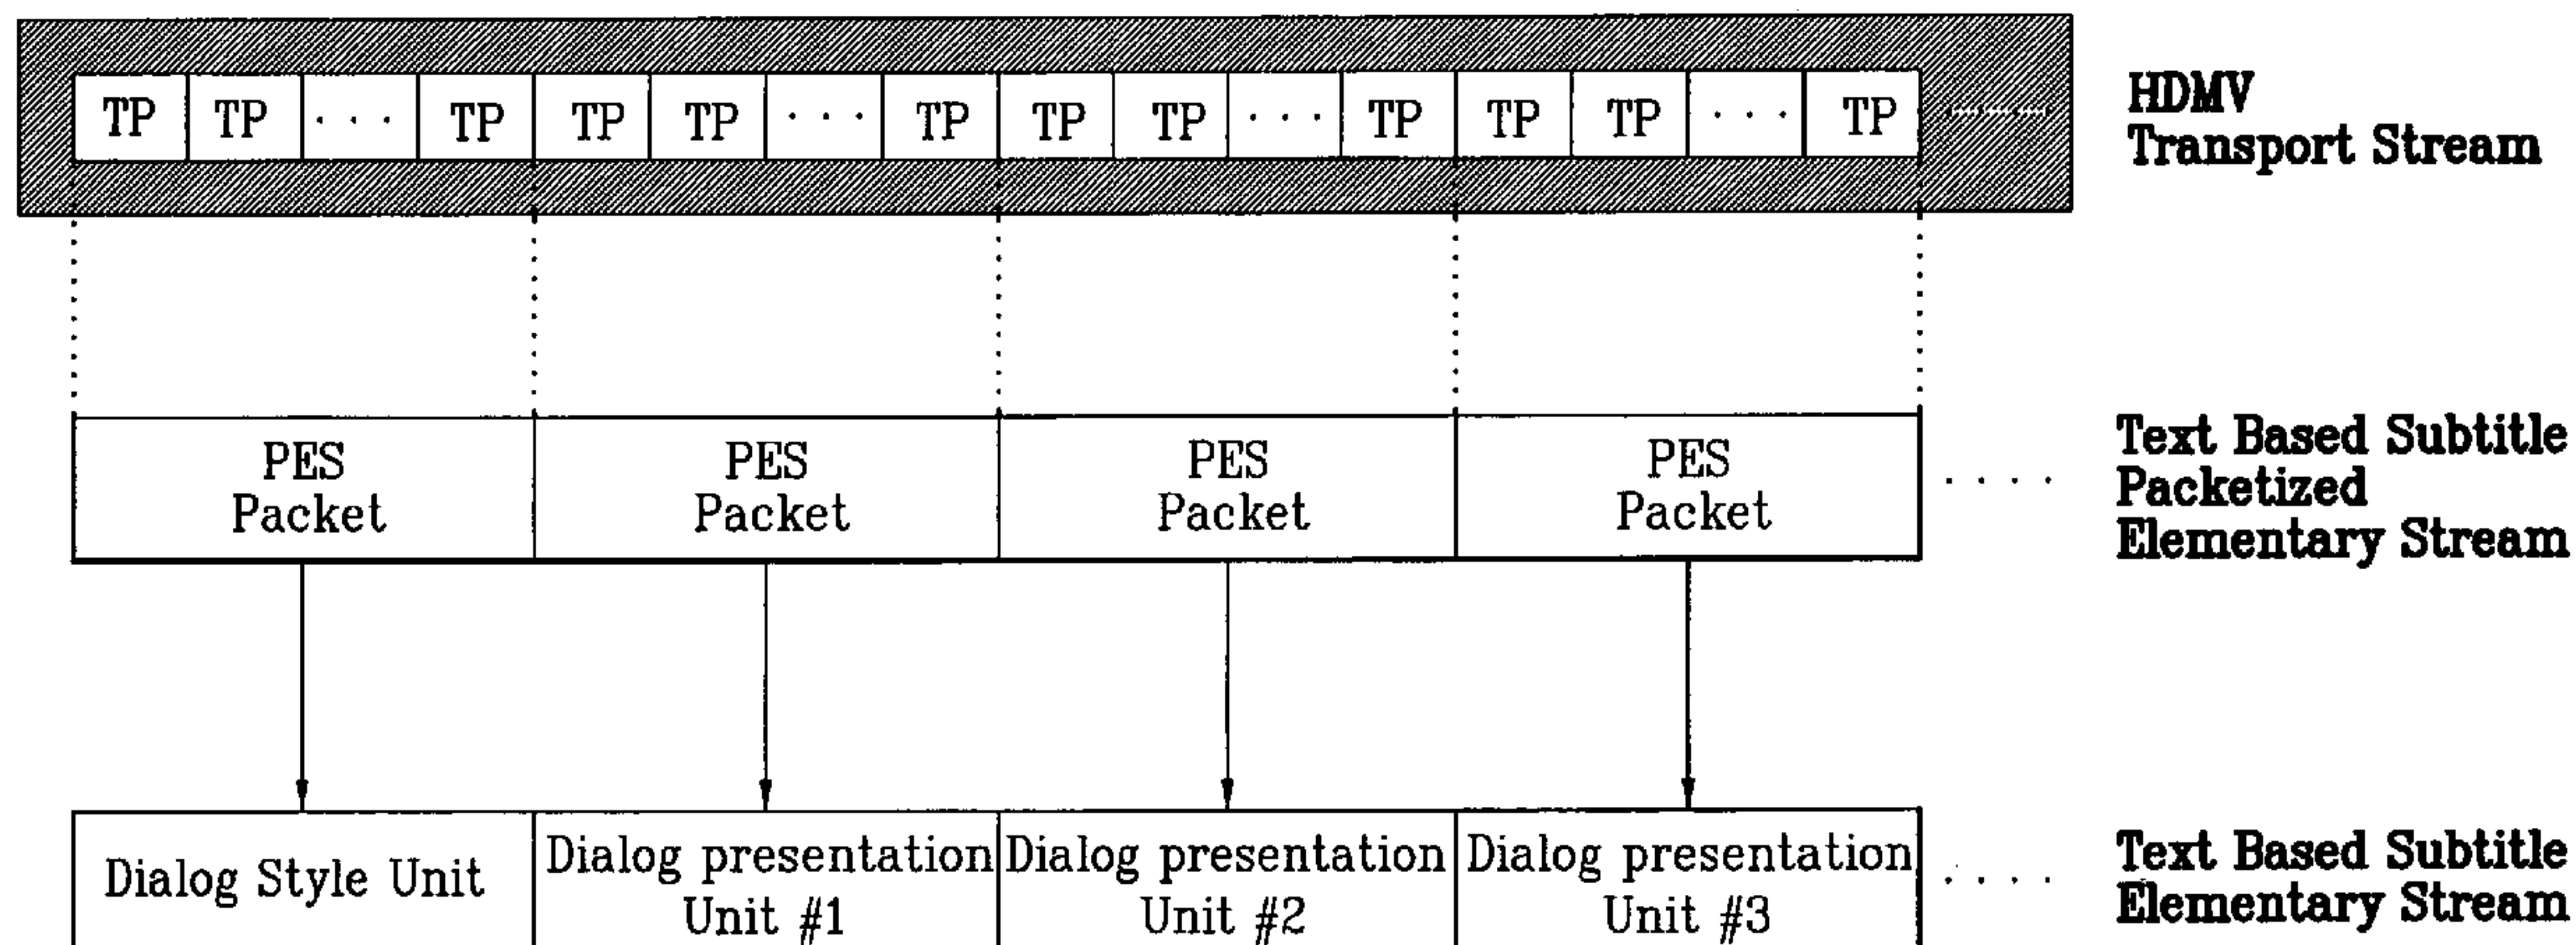 TP TP · · · TP TP TP · · · TP TP TP · · · TP TP TP · · · TP ········
HDMV
Transport Stream
PES
Packet
PES
Packet
PES
Packet
PES
Packet
· · · ·
Text Based Subtitle
Packetized
Elementary Stream
Dialog Style Unit
Dialog presentation
Unit #1
Dialog presentation
Unit #2
Dialog presentation
Unit #3
· · · ·
Text Based Subtitle
Elementary Stream